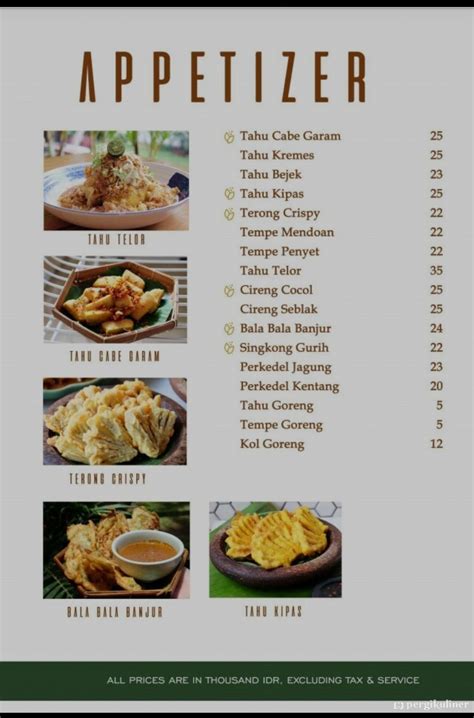 APPETIZER
Tahu Cabe Garam 25
Tahu Kremes 25
Tahu Bejek 23
Tahu Kipas 25
Terong Crispy 22
Tempe Mendoan 22
Tempe Penyet 22
Tahu Telor 35
Cireng Cocol 25
Cireng Seblak 25
Bala Bala Banjur 24
Singkong Gurih 22
Perkedel Jagung 23
Perkedel Kentang 20
Tahu Goreng 5
Tempe Goreng 5
Kol Goreng 12
TAHU TELOR
TAHU CABE GARAM
TERONG CRISPY
BALA BALA BANJUR
TAHU KIPAS
ALL PRICES ARE IN THOUSAND IDR, EXCLUDING TAX & SERVICE
pergikuliner